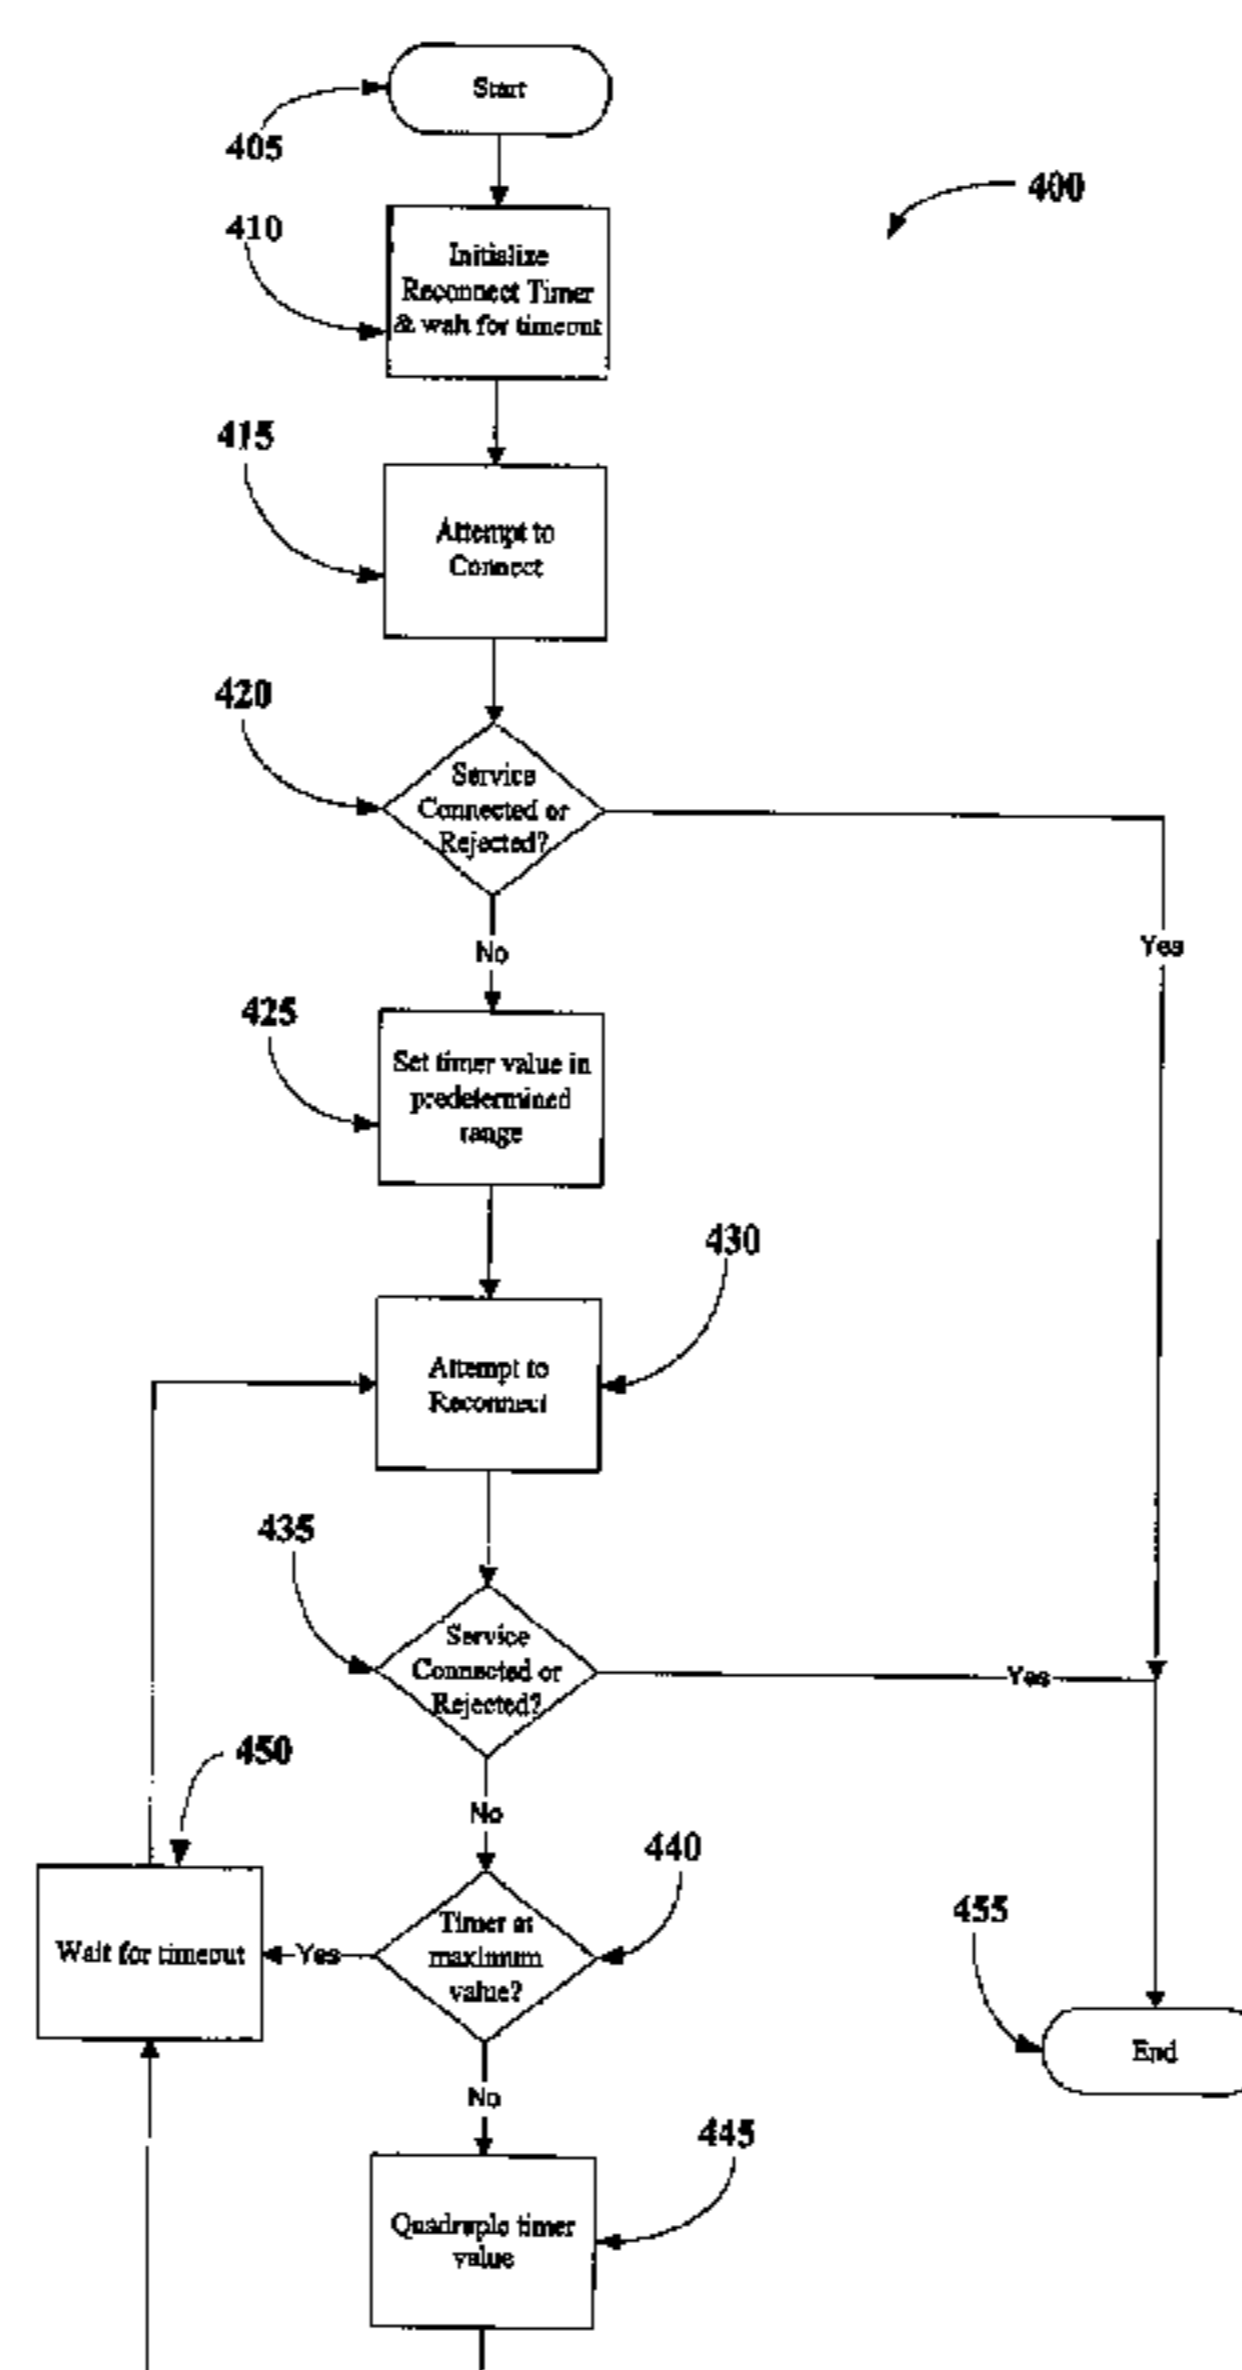 Start
405
400
410
Initialize
Reconnect Timer
& wait for timeout
415
Attempt to
Connect
420
Service
Connected or
Rejected?
Yes
No
425
Set timer value in
predetermined
range
430
Attempt to
Reconnect
435
Service
Connected or
Rejected?
Yes
450
No
440
Timer at
maximum
value?
Yes
Wait for timeout
455
End
No
445
Quadruple timer
value